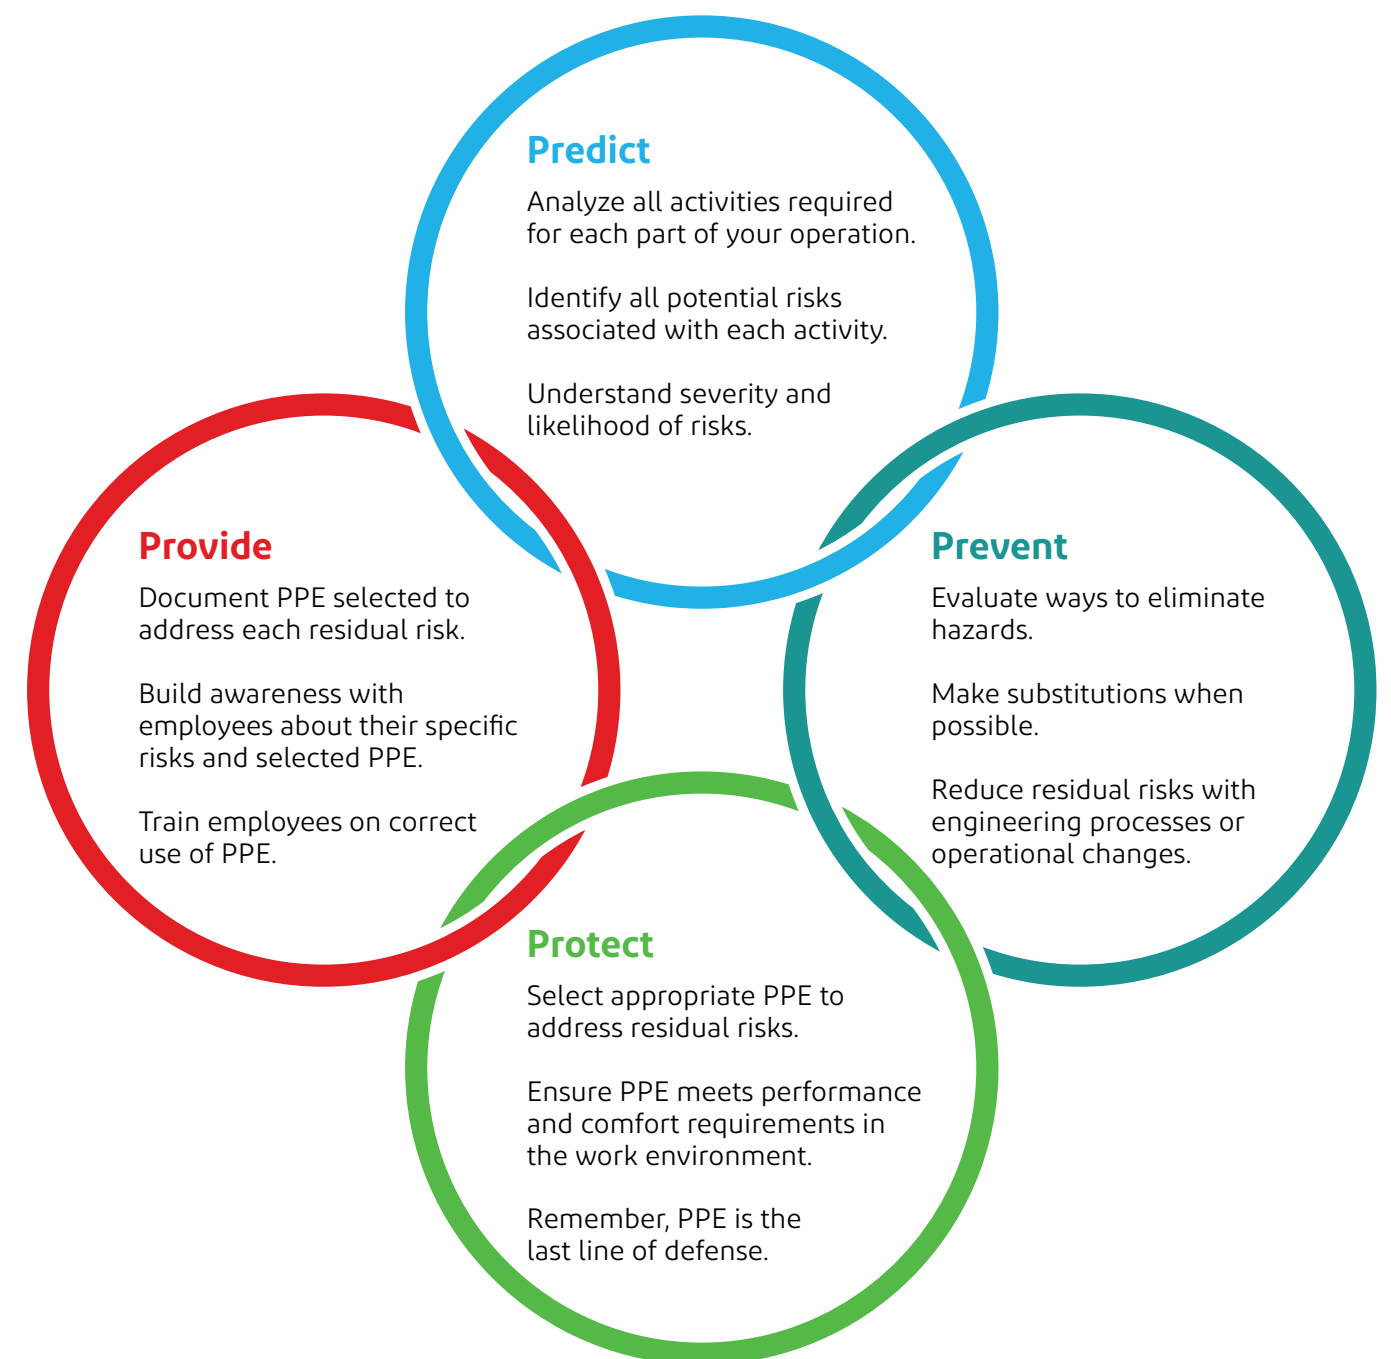 Predict
Analyze all activities required
for each part of your operation.
Identify all potential risks
associated with each activity.
Understand severity and
likelihood of risks.
Provide
Document PPE selected to
address each residual risk.
Build awareness with
employees about their specific
risks and selected PPE.
Train employees on correct
use of PPE.
Prevent
Evaluate ways to eliminate
hazards.
Make substitutions when
possible.
Reduce residual risks with
engineering processes or
operational changes.
Protect
Select appropriate PPE to
address residual risks.
Ensure PPE meets performance
and comfort requirements in
the work environment.
Remember, PPE is the
last line of defense.